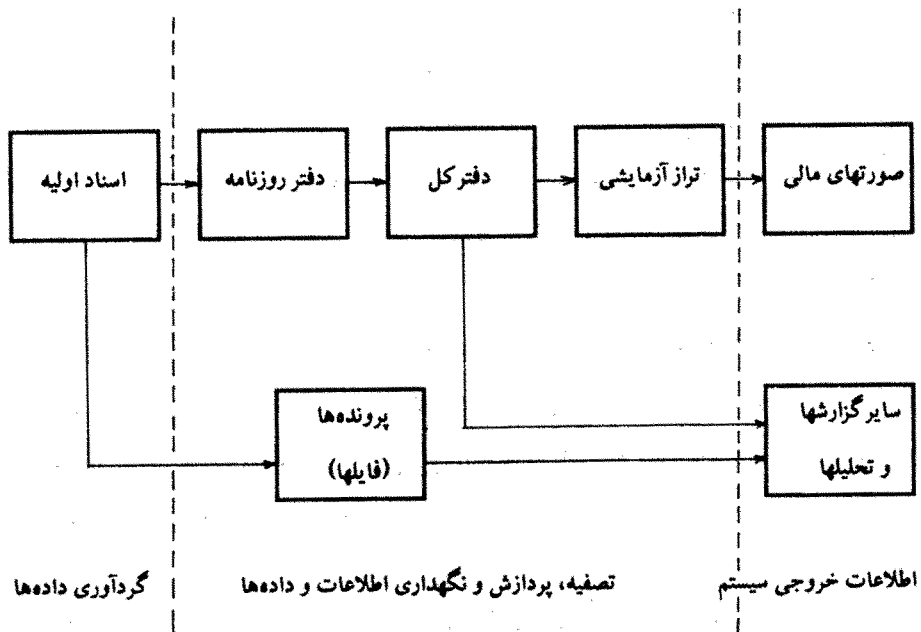 اسناد اولیه
دفتر روزنامه
دفتر کل
تراز آزمایشی
صورتهای مالی
پرونده‌ها
(فایلها)
سایر گزارشها
و تحلیلها
گردآوری داده‌ها
تصفیه، پردازش و نگهداری اطلاعات و داده‌ها
اطلاعات خروجی سیستم